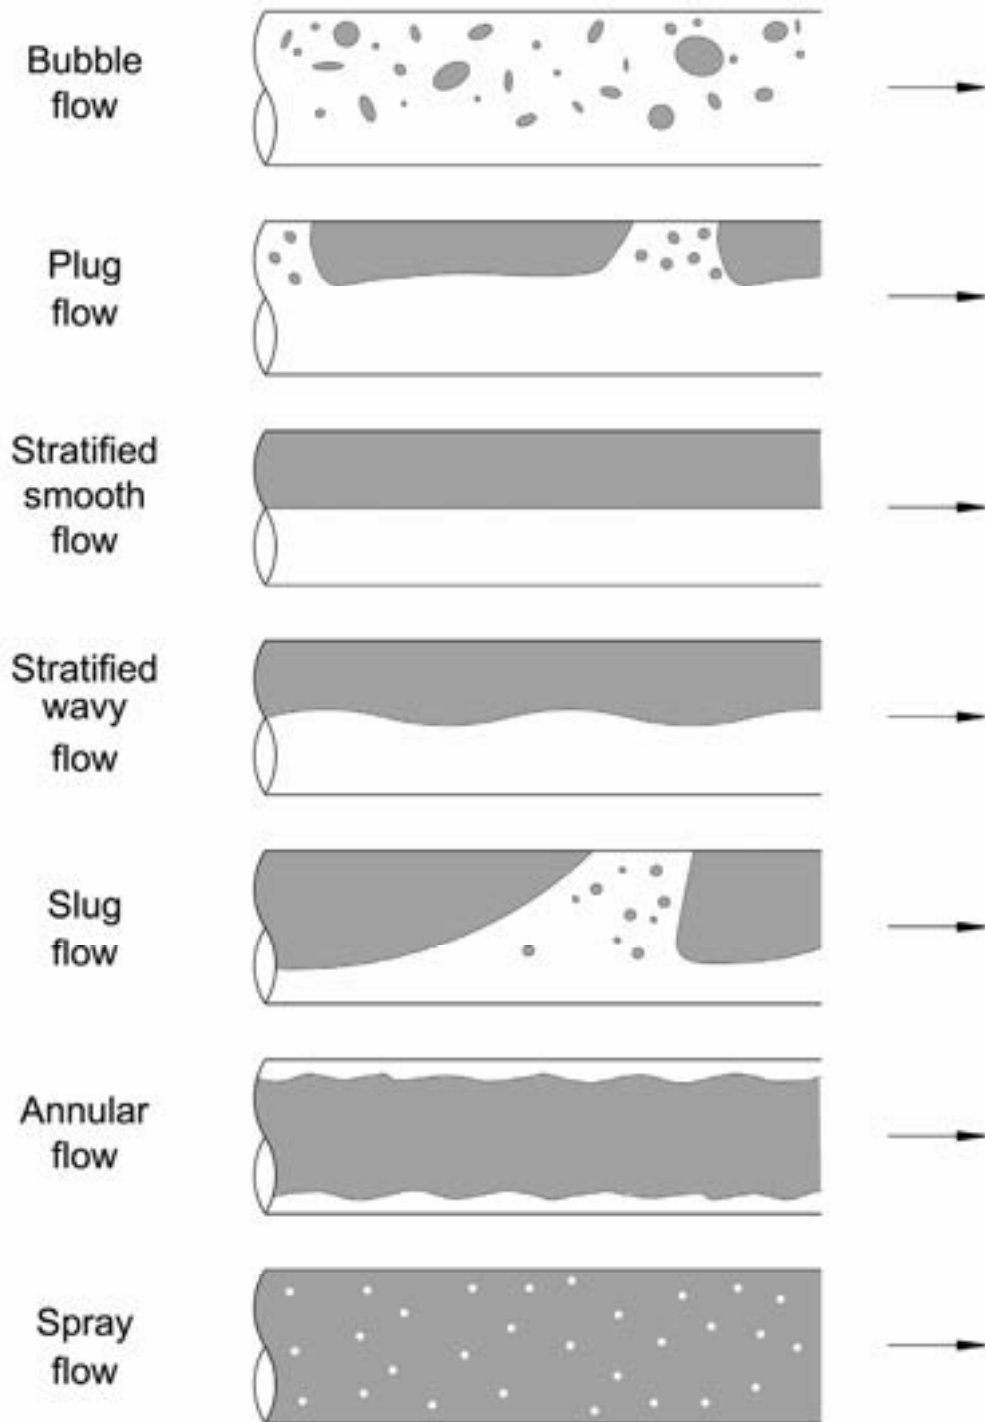 Bubble
flow
Plug
flow
Stratified
smooth
flow
Stratified
wavy
flow
Slug
flow
Annular
flow
Spray
flow